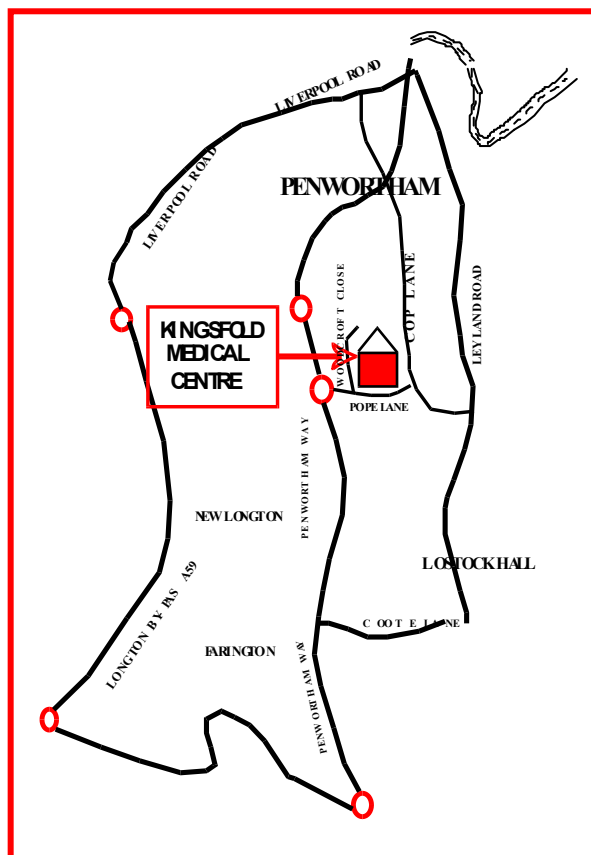 LIVERPOOL ROAD
LIVERPOOL ROAD
PENWORTHAM
WOODCROFT CLOSE
COP LANE
LEYLAND ROAD
KINGSFOLD
MEDICAL
CENTRE
POPE LANE
PENWORTHAM WAY
NEW LONGTON
LOSTOCK HALL
LONGTON BY-PAS A59
COOTE LANE
FARINGTON
PENWORTHAM WAY